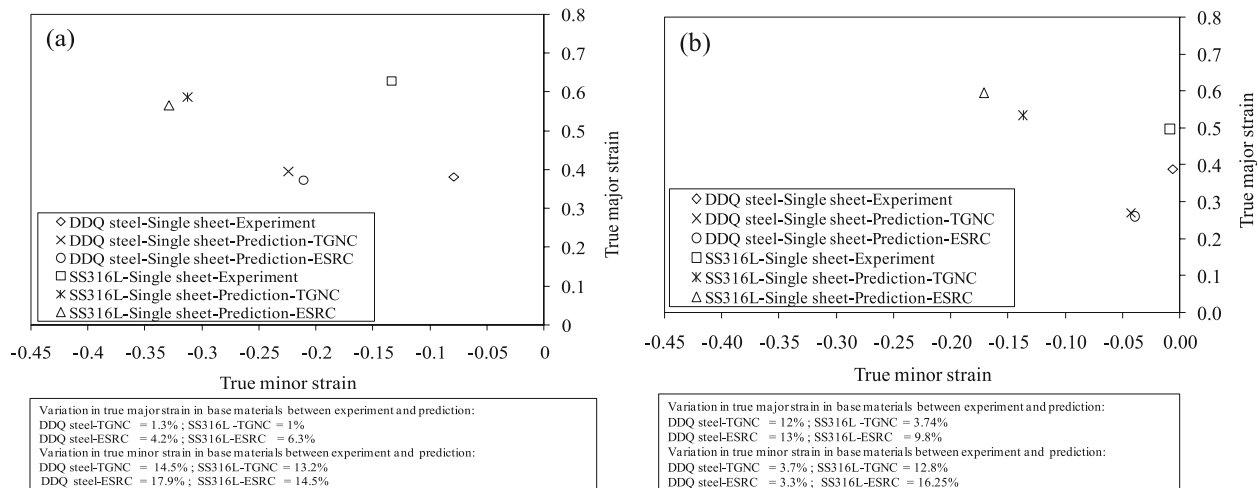 (a)
0.8
0.7
0.6
0.5
0.4
0.3
0.2
0.1
0
True major strain
◇ DDQ steel-Single sheet-Experiment
× DDQ steel-Single sheet-Prediction-TGNC
○ DDQ steel-Single sheet-Prediction-ESRC
□ SS316L-Single sheet-Experiment
Ж SS316L-Single sheet-Prediction-TGNC
△ SS316L-Single sheet-Prediction-ESRC
-0.45 -0.4 -0.35 -0.3 -0.25 -0.2 -0.15 -0.1 -0.05 0
True minor strain
Variation in true major strain in base materials between experiment and prediction:
DDQ steel-TGNC = 1.3% ; SS316L -TGNC = 1%
DDQ steel-ESRC = 4.2% ; SS316L-ESRC = 6.3%
Variation in true minor strain in base materials between experiment and prediction:
DDQ steel-TGNC = 14.5% ; SS316L-TGNC = 13.2%
DDQ steel-ESRC = 17.9% ; SS316L-ESRC = 14.5%
(b)
0.8
0.7
0.6
0.5
0.4
0.3
0.2
0.1
0.0
True major strain
◇ DDQ steel-Single sheet-Experiment
× DDQ steel-Single sheet-Prediction-TGNC
○ DDQ steel-Single sheet-Prediction-ESRC
□ SS316L-Single sheet-Experiment
Ж SS316L-Single sheet-Prediction-TGNC
△ SS316L-Single sheet-Prediction-ESRC
-0.45 -0.40 -0.35 -0.30 -0.25 -0.20 -0.15 -0.10 -0.05 0.00
True minor strain
Variation in true major strain in base materials between experiment and prediction:
DDQ steel-TGNC = 12% ; SS316L -TGNC = 3.74%
DDQ steel-ESRC = 13% ; SS316L-ESRC = 9.8%
Variation in true minor strain in base materials between experiment and prediction:
DDQ steel-TGNC = 3.7% ; SS316L-TGNC = 12.8%
DDQ steel-ESRC = 3.3% ; SS316L-ESRC = 16.25%